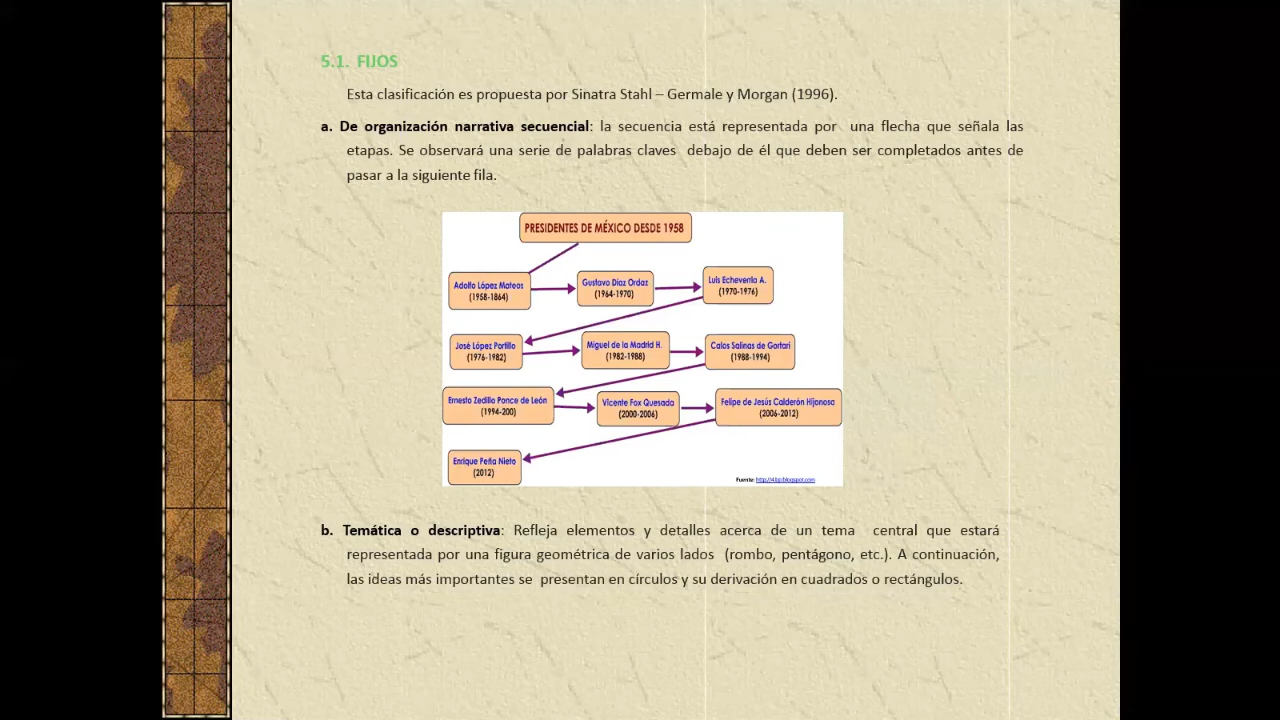 5.1. FIJOS
Esta clasificación es propuesta por Sinatra Stahl – Germale y Morgan (1996).
a. De organización narrativa secuencial: la secuencia está representada por una flecha que señala las
etapas. Se observará una serie de palabras claves debajo de él que deben ser completados antes de
pasar a la siguiente fila.
PRESIDENTES DE MÉXICO DESDE 1958
Adolfo López Mateos
(1958-1864)
Gustavo Díaz Ordaz
(1964-1970)
Luis Echeverría A.
(1970-1976)
José López Portillo
(1976-1982)
Miguel de la Madrid H.
(1982-1988)
Calos Salinas de Gortari
(1988-1994)
Ernesto Zedillo Ponce de León
(1994-200)
Vicente Fox Quesada
(2000-2006)
Felipe de Jesús Calderón Hijonosa
(2006-2012)
Enrique Peña Nieto
(2012)
Fuente: http://4.bp.blogspot.com
b. Temática o descriptiva: Refleja elementos y detalles acerca de un tema central que estará
representada por una figura geométrica de varios lados (rombo, pentágono, etc.). A continuación,
las ideas más importantes se presentan en círculos y su derivación en cuadrados o rectángulos.